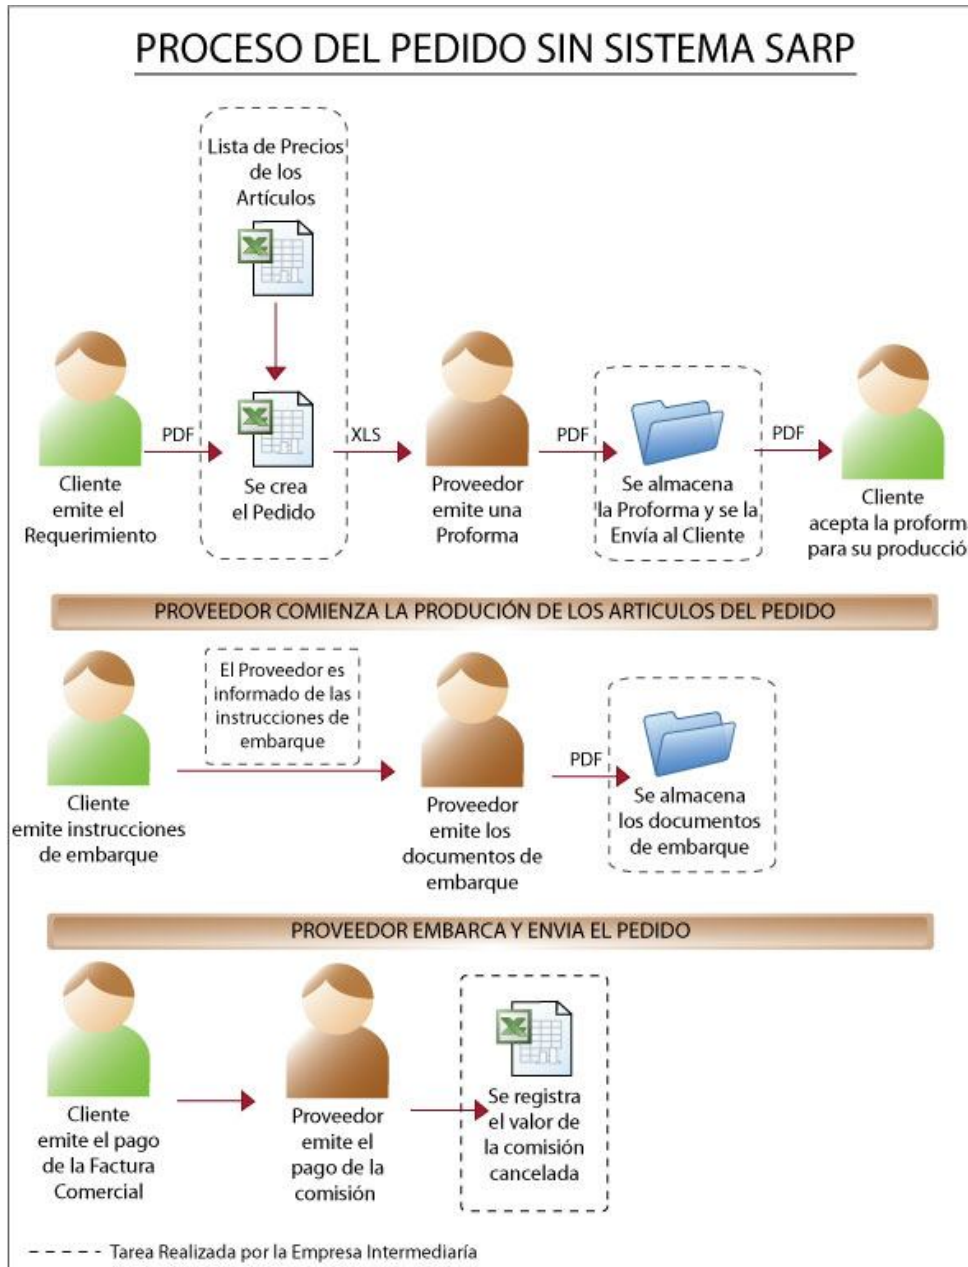 PROCESO DEL PEDIDO SIN SISTEMA SARP
Lista de Precios
de los
Artículos
PDF
XLS
PDF
PDF
Cliente
emite el
Requerimiento
Se crea
el Pedido
Proveedor
emite una
Proforma
Se almacena
la Proforma y se la
Envía al Cliente
Cliente
acepta la proform
para su producció
PROVEEDOR COMIENZA LA PRODUCIÓN DE LOS ARTICULOS DEL PEDIDO
El Proveedor es
informado de las
instrucciones de
embarque
PDF
Cliente
emite instrucciones
de embarque
Proveedor
emite los
documentos de
embarque
Se almacena
los documentos
de embarque
PROVEEDOR EMBARCA Y ENVIA EL PEDIDO
Cliente
emite el pago
de la Factura
Comercial
Proveedor
emite el
pago de la
comisión
Se registra
el valor de
la comisión
cancelada
Tarea Realizada por la Empresa Intermediaría